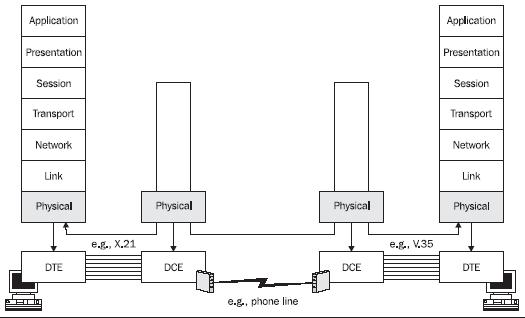 Application
Presentation
Session
Transport
Network
Link
Physical
Physical
Physical
Application
Presentation
Session
Transport
Network
Link
Physical
e.g., X.21
e.g., V.35
DTE
DCE
DCE
DTE
e.g., phone line